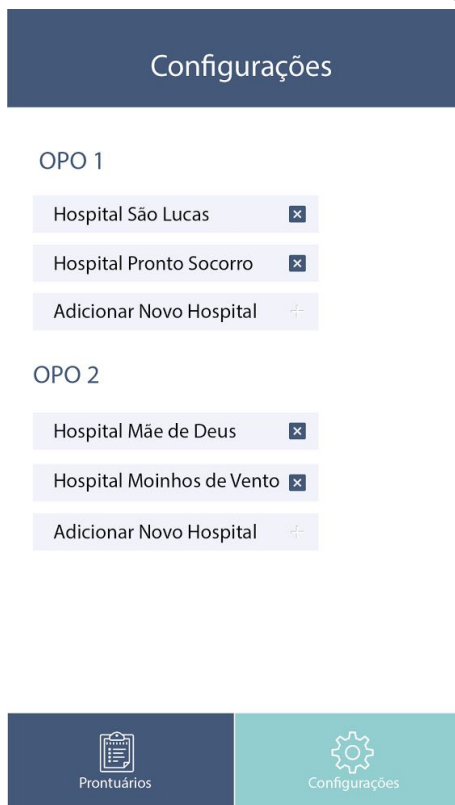 Configurações
OPO 1
Hospital São Lucas
Hospital Pronto Socorro
Adicionar Novo Hospital
OPO 2
Hospital Mãe de Deus
Hospital Moinhos de Vento
Adicionar Novo Hospital
Prontuários
Configurações